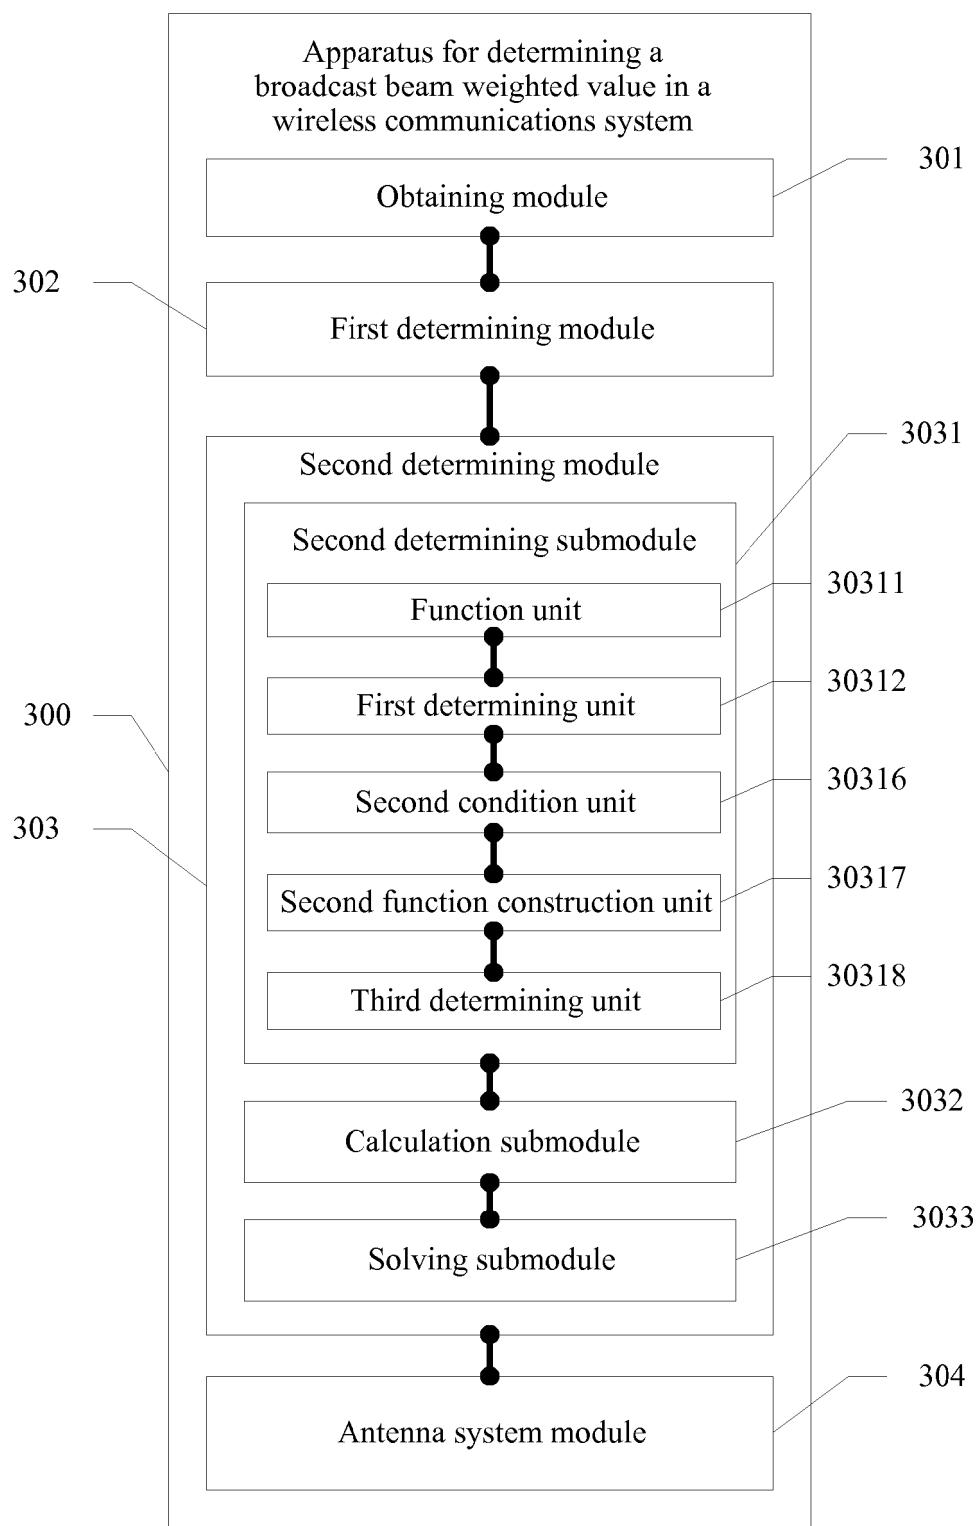 Apparatus for determining a
broadcast beam weighted value in a
wireless communications system
301
Obtaining module
302
First determining module
3031
Second determining module
Second determining submodule
30311
Function unit
30312
First determining unit
300
30316
Second condition unit
303
30317
Second function construction unit
30318
Third determining unit
3032
Calculation submodule
3033
Solving submodule
304
Antenna system module